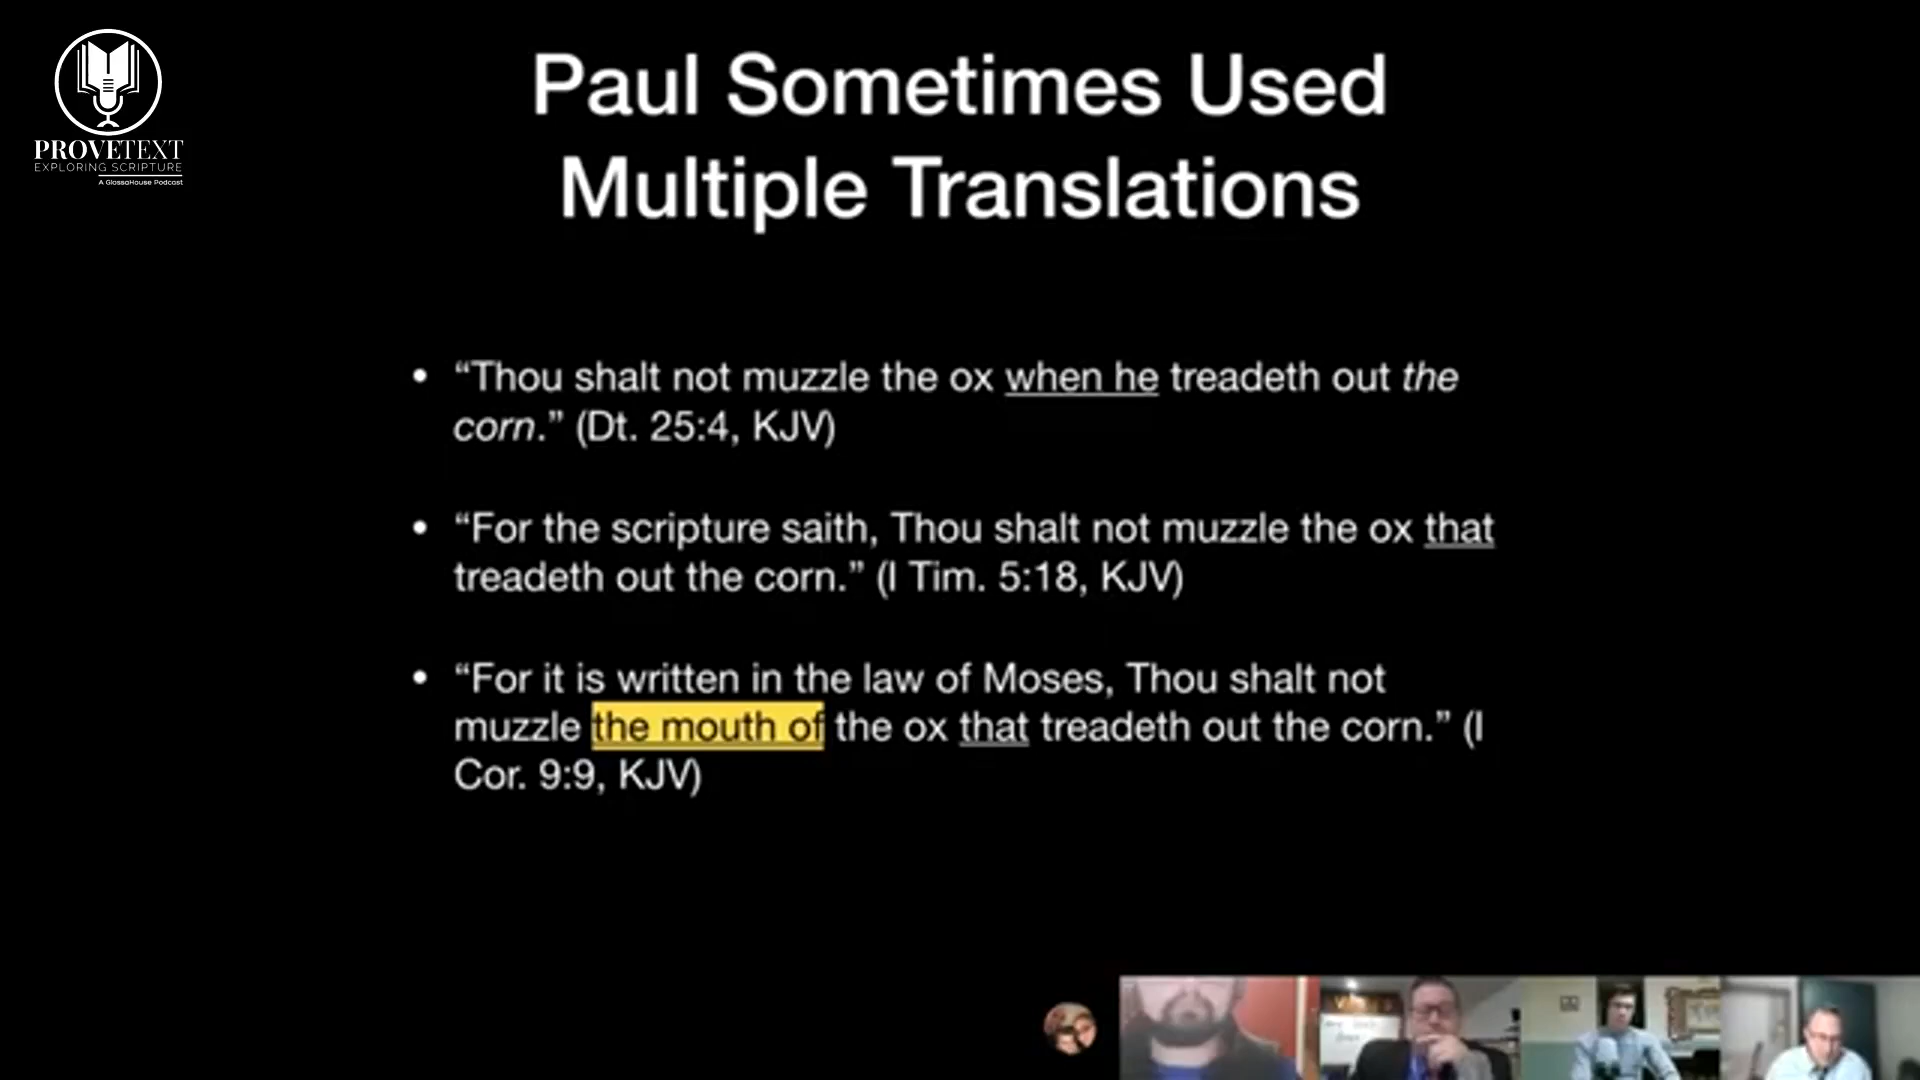 PROVETEXT
EXPLORING SCRIPTURE
A GlossaHouse Podcast
Paul Sometimes Used
Multiple Translations
• “Thou shalt not muzzle the ox when he treadeth out the
corn.” (Dt. 25:4, KJV)
• “For the scripture saith, Thou shalt not muzzle the ox that
treadeth out the corn.” (I Tim. 5:18, KJV)
• “For it is written in the law of Moses, Thou shalt not
muzzle the mouth of the ox that treadeth out the corn.” (I
Cor. 9:9, KJV)